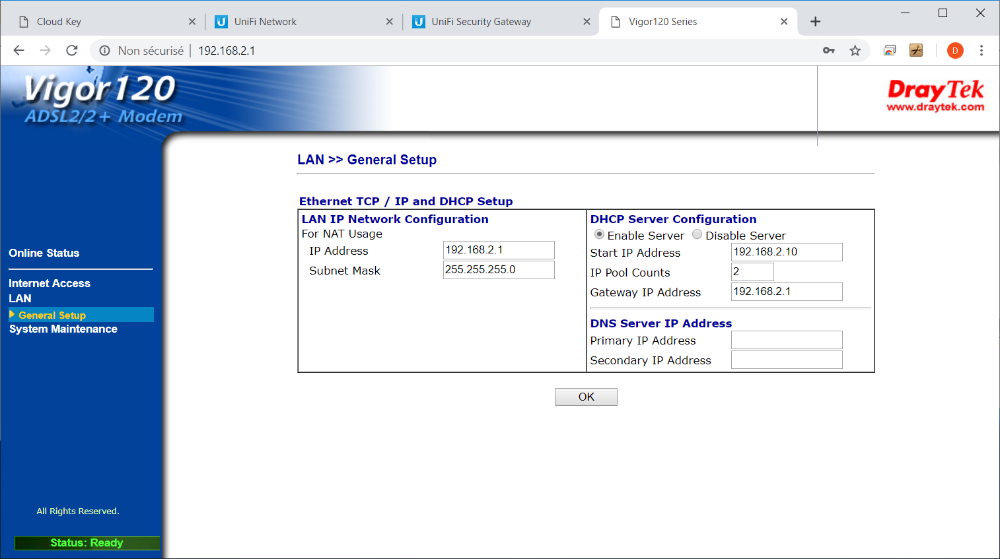 Cloud Key
UniFi Network
UniFi Security Gateway
Vigor120 Series
Non sécurisé | 192.168.2.1
D
Vigor120
ADSL2/2+ Modem
DrayTek
www.draytek.com
Online Status
Internet Access
LAN
General Setup
System Maintenance
All Rights Reserved.
Status: Ready
LAN >> General Setup
Ethernet TCP / IP and DHCP Setup
LAN IP Network Configuration
For NAT Usage
IP Address 192.168.2.1
Subnet Mask 255.255.255.0
DHCP Server Configuration
Enable Server Disable Server
Start IP Address 192.168.2.10
IP Pool Counts 2
Gateway IP Address 192.168.2.1
DNS Server IP Address
Primary IP Address
Secondary IP Address
OK